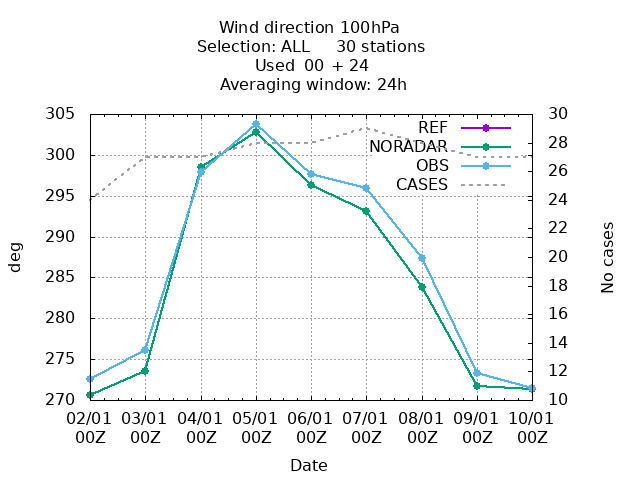 Wind direction 100hPa
Selection: ALL 30 stations
Used 00 + 24
Averaging window: 24h
305 30
REF
28
NORADAR
300
OBS 26
CASES
295 24
22
290 20
285 18
16
280 14
275 12
270 10
deg
No cases
02/01 03/01 04/01 05/01 06/01 07/01 08/01 09/01 10/01
00Z 00Z 00Z 00Z 00Z 00Z 00Z 00Z 00Z
Date